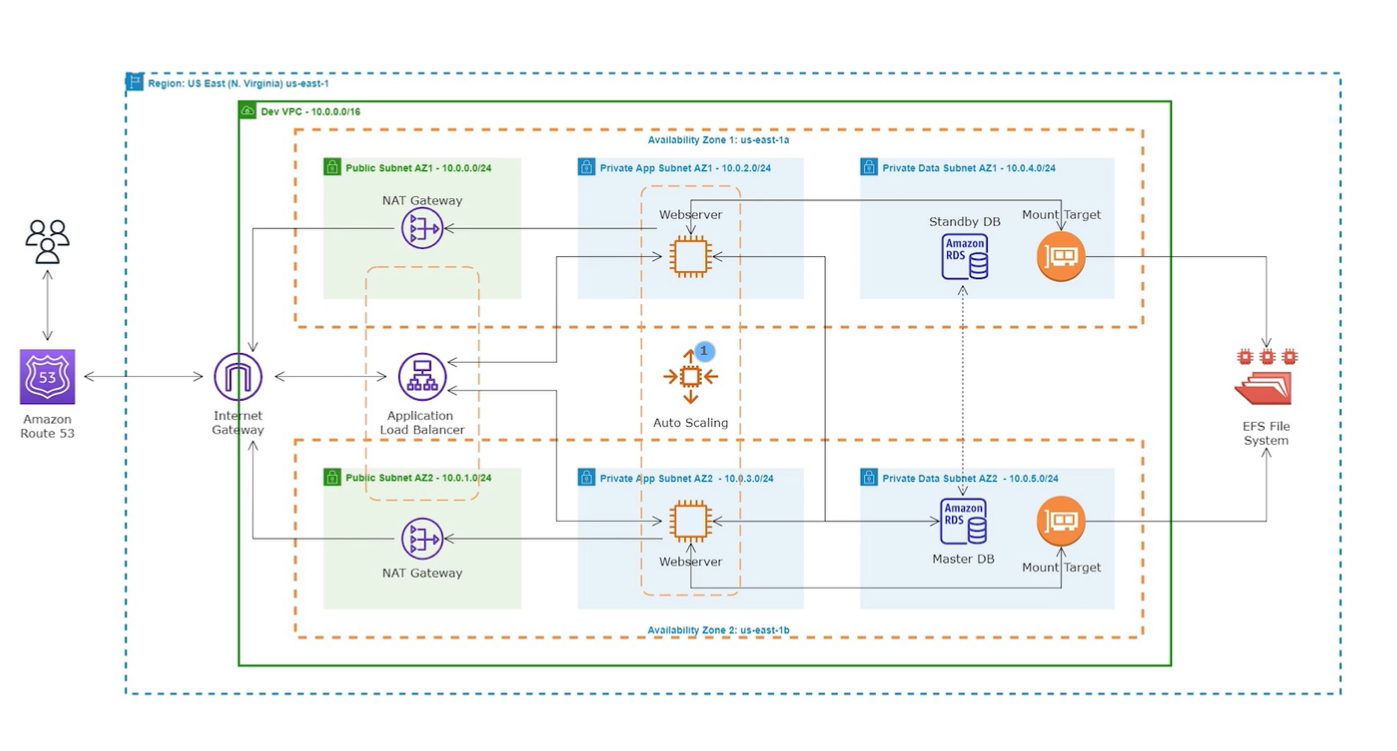 Region: US East (N. Virginia) us-east-1
Dev VPC - 10.0.0.0/16
Availability Zone 1: us-east-1a
Public Subnet AZ1 - 10.0.0.0/24
Private App Subnet AZ1 - 10.0.2.0/24
Private Data Subnet AZ1 - 10.0.4.0/24
NAT Gateway
Webserver
Standby DB
Mount Target
Amazon
RDS
53
Amazon
Route 53
Internet
Gateway
Application
Load Balancer
1
Auto Scaling
EFS File
System
Public Subnet AZ2 - 10.0.1.0/24
Private App Subnet AZ2 - 10.0.3.0/24
Private Data Subnet AZ2 - 10.0.5.0/24
Amazon
RDS
NAT Gateway
Webserver
Master DB
Mount Target
Availability Zone 2: us-east-1b